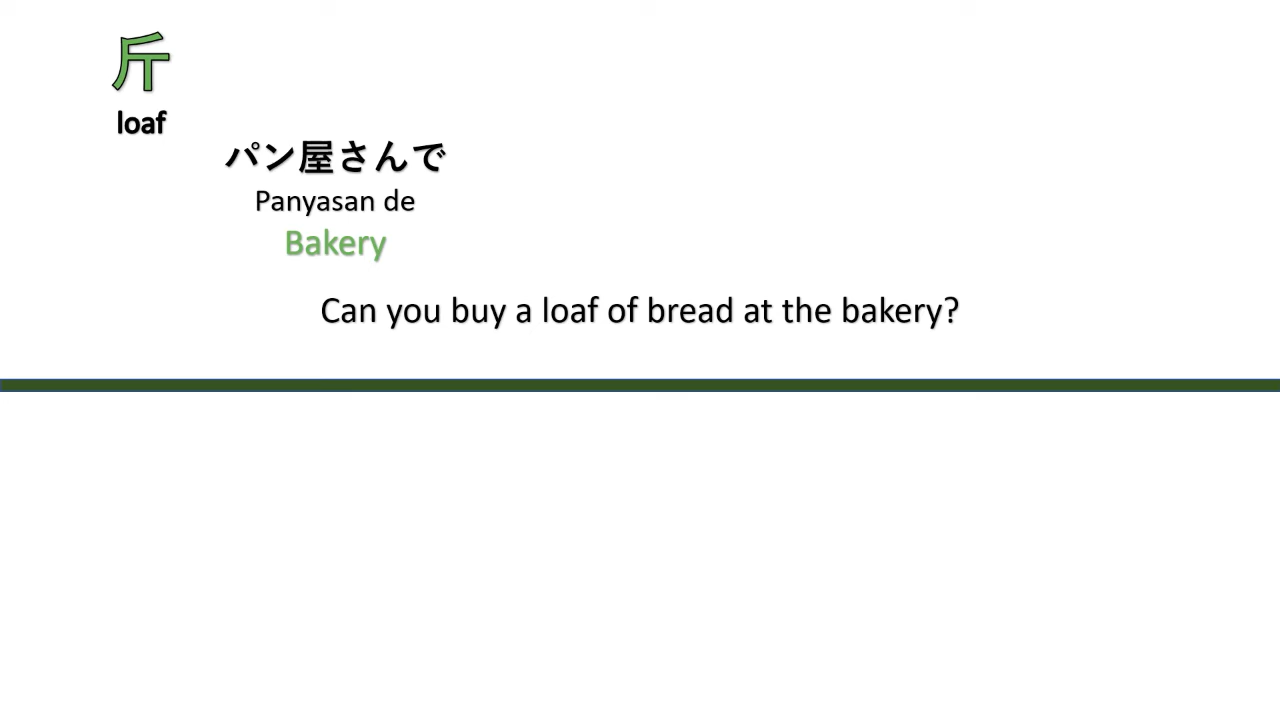 斤
loaf
パン屋さんで
Panyasan de
Bakery
Can you buy a loaf of bread at the bakery?